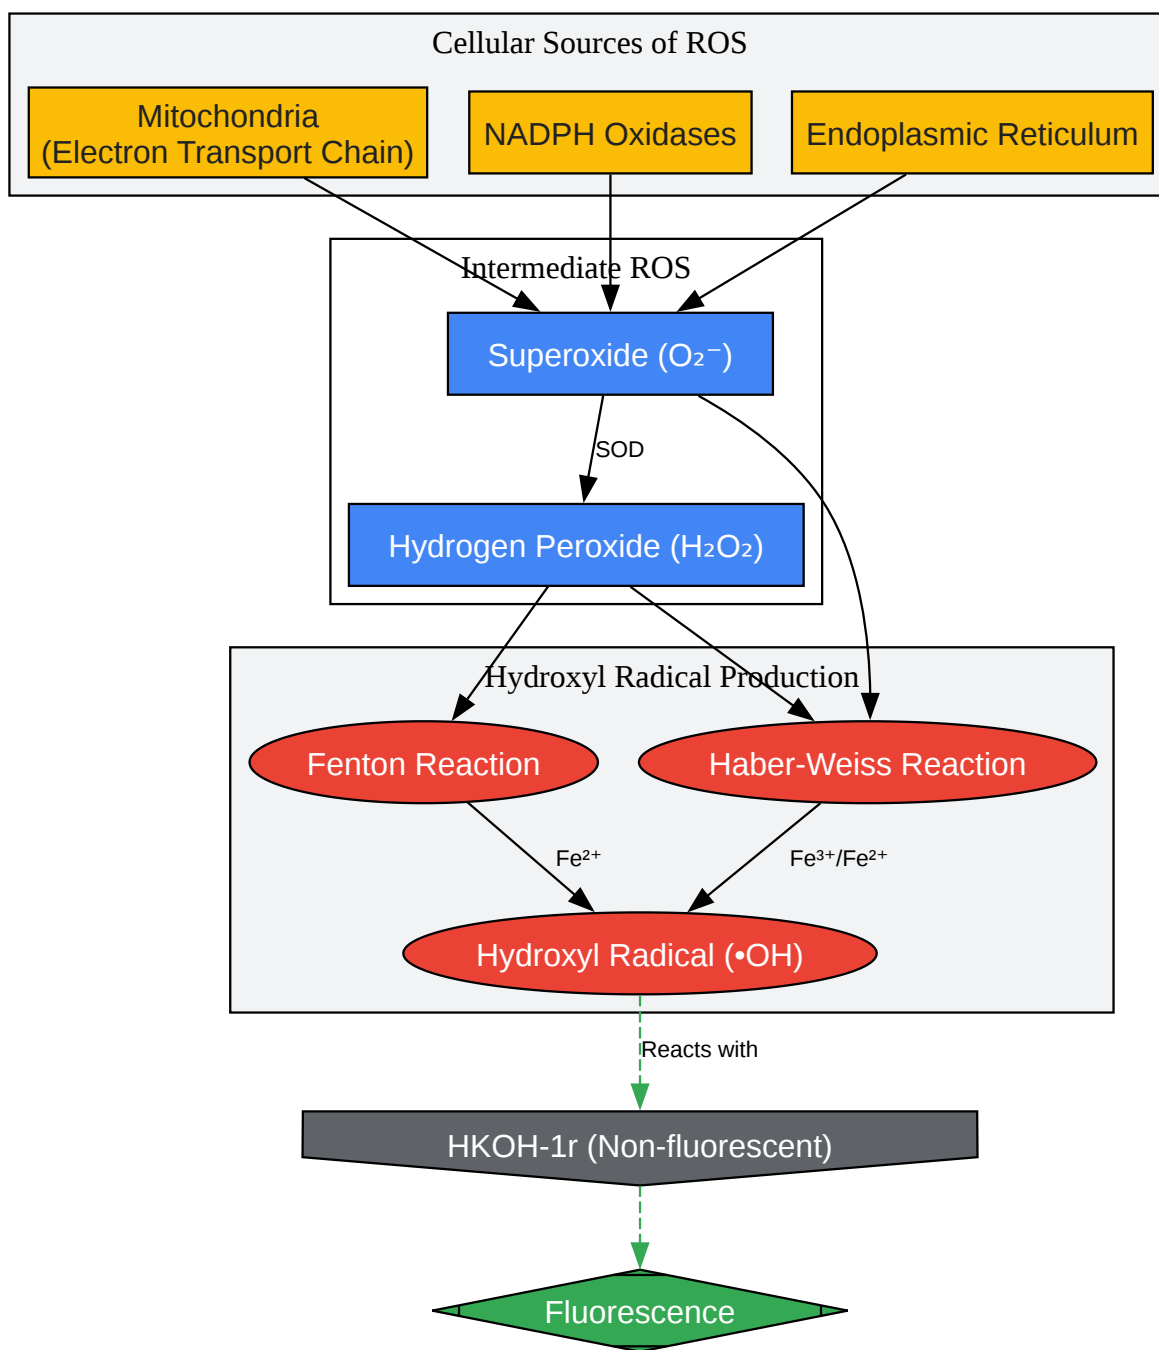 Cellular Sources of ROS
Mitochondria
(Electron Transport Chain)
NADPH Oxidases
Endoplasmic Reticulum
Intermediate ROS
Superoxide (O₂⁻)
SOD
Hydrogen Peroxide (H₂O₂)
Hydroxyl Radical Production
Fenton Reaction
Haber-Weiss Reaction
Fe²⁺
Fe³⁺/Fe²⁺
Hydroxyl Radical (•OH)
Reacts with
HKOH-1r (Non-fluorescent)
Fluorescence